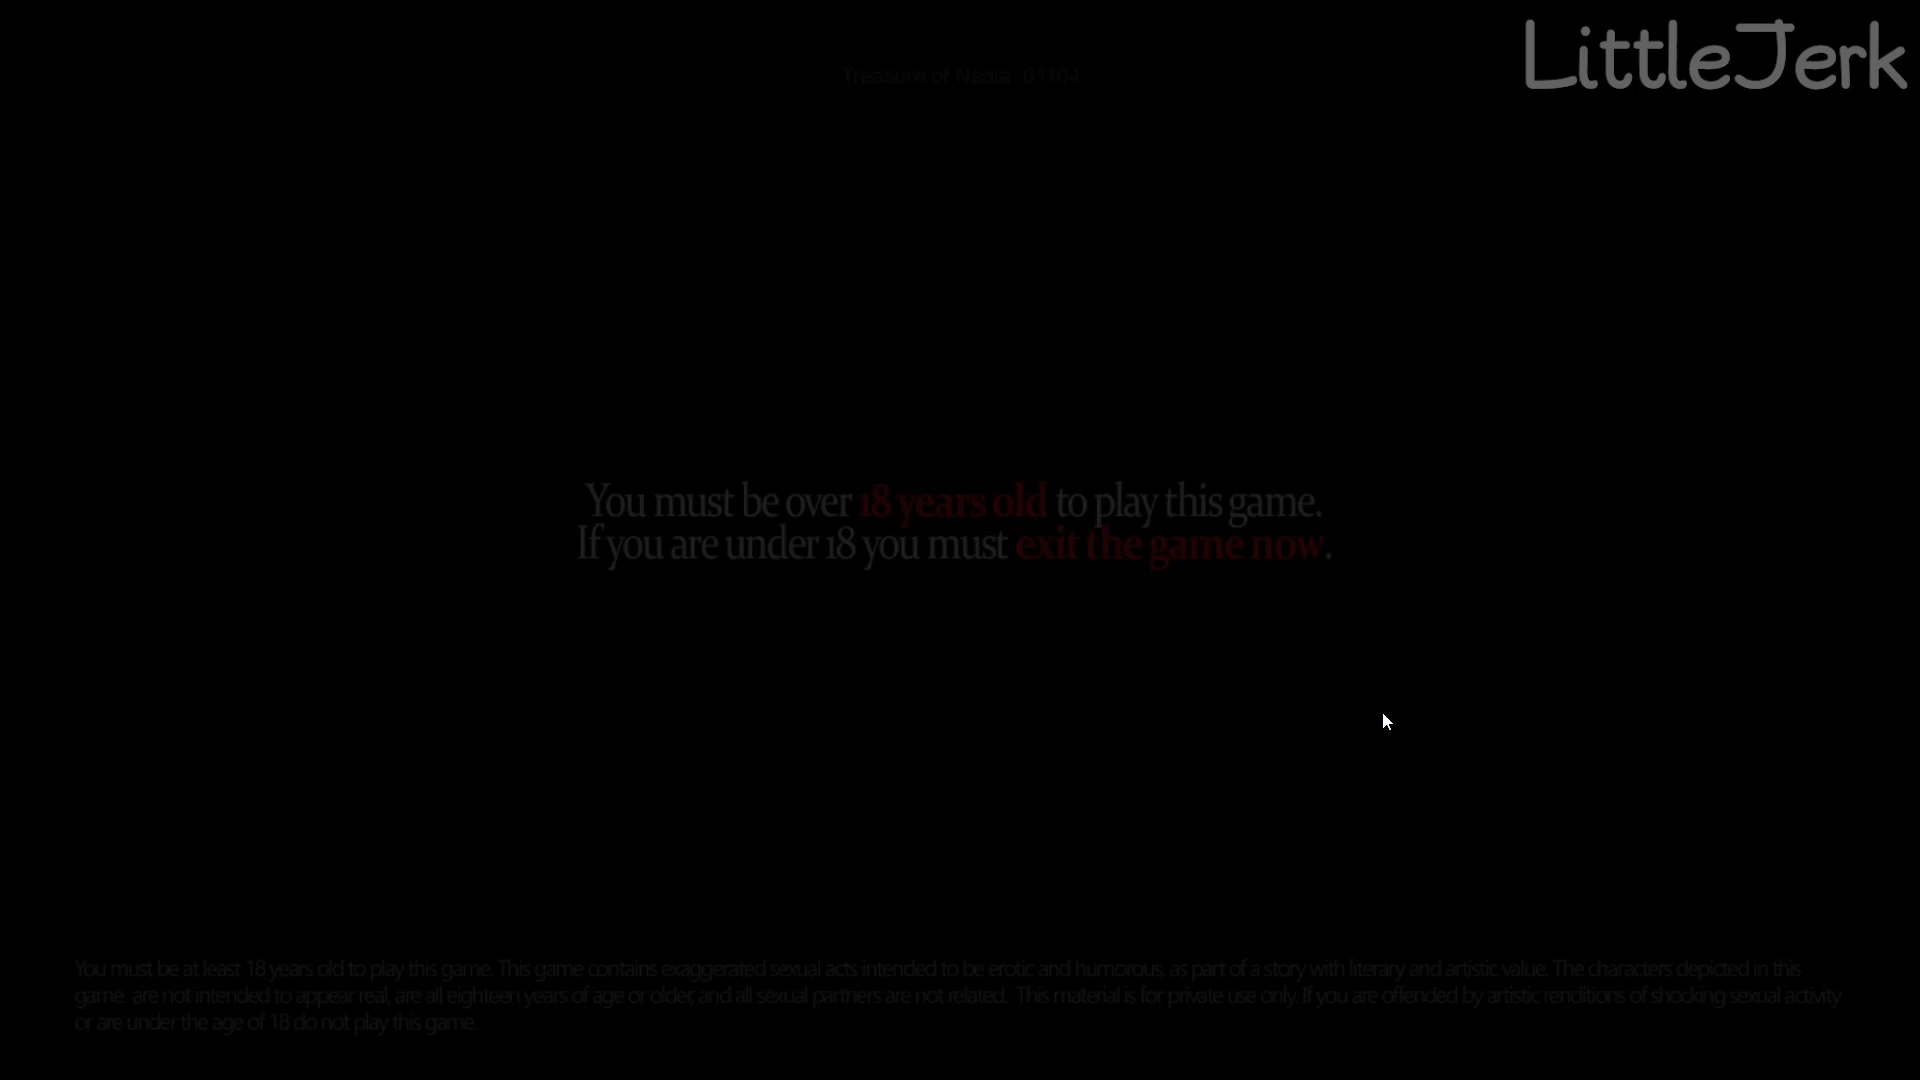 LittleJerk
Treasure of Nadia .01104
You must be over 18 years old to play this game.
If you are under 18 you must exit the game now.
You must be at least 18 years old to play this game. This game contains exaggerated sexual acts intended to be erotic and humorous, as part of a story with literary and artistic value. The characters depicted in this
game are not intended to appear real, are all eighteen years of age or older, and all sexual partners are not related. This material is for private use only. If you are offended by artistic renditions of shocking sexual activity
or are under the age of 18 do not play this game.